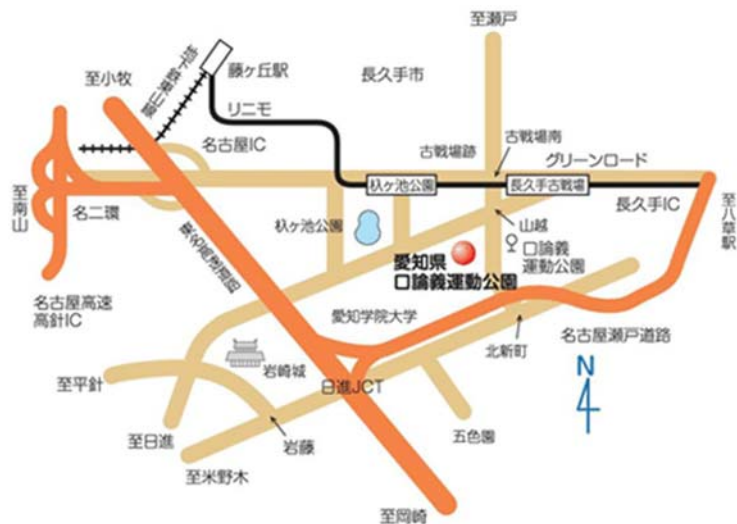 至瀬戸
藤ヶ丘駅
長久手市
至小牧
リニモ
名古屋IC
古戦場跡
古戦場南
グリーンロード
杁ヶ池公園
長久手古戦場
至南山
名二環
長久手IC
至八草駅
杁ヶ池公園
山越
口論義
運動公園
愛知県
口論義運動公園
名古屋高速
高針IC
愛知学院大学
名古屋瀬戸道路
北新町
岩崎城
N
至平針
日進JCT
至日進
岩藤
五色園
至米野木
至岡崎